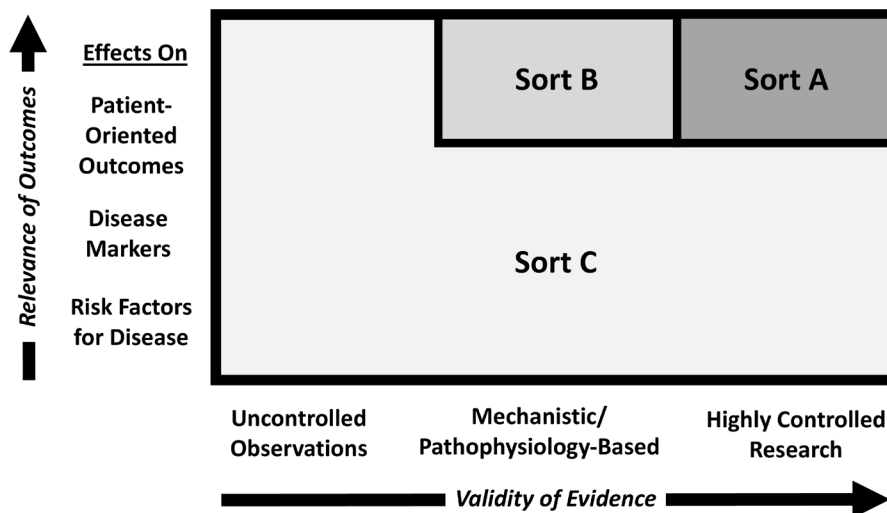 Effects On
Patient-
Oriented
Outcomes
Disease
Markers
Risk Factors
for Disease
Relevance of Outcomes
Sort B
Sort A
Sort C
Uncontrolled
Observations
Mechanistic/
Pathophysiology-Based
Highly Controlled
Research
Validity of Evidence